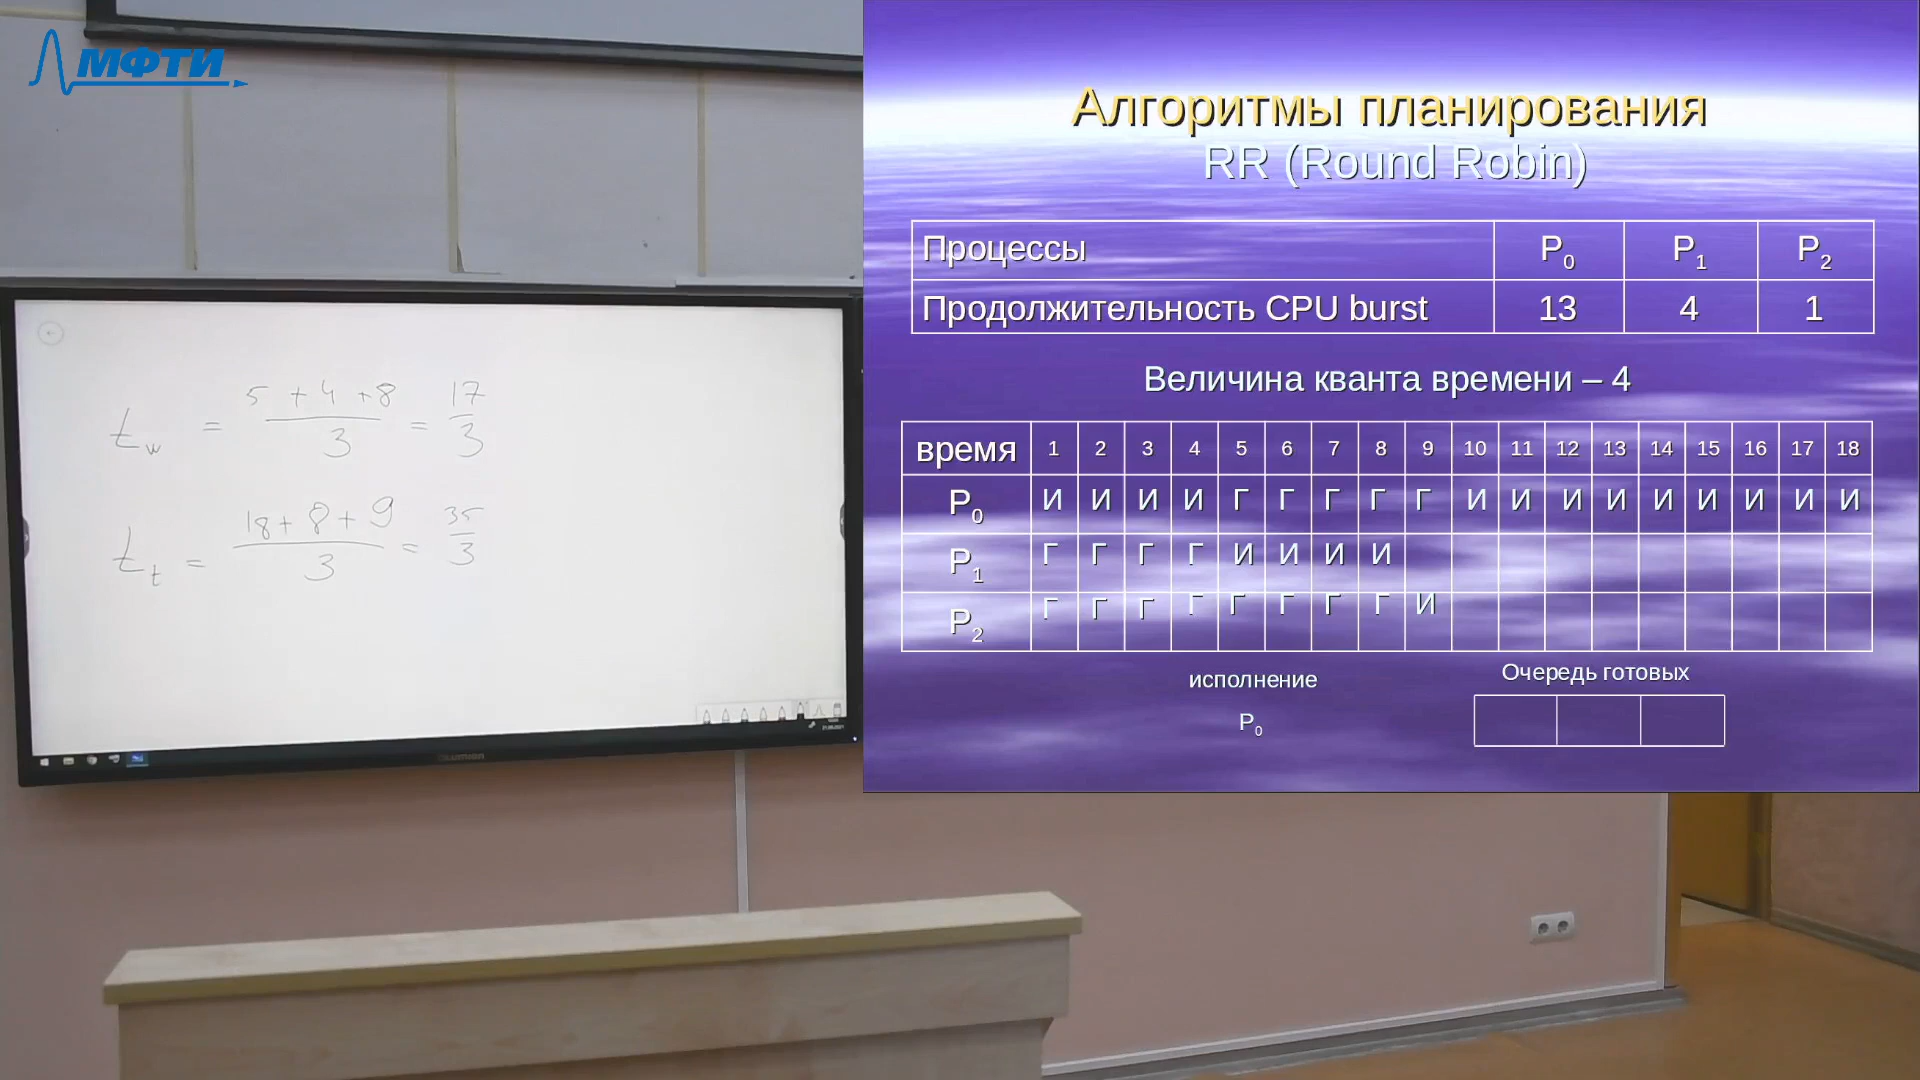 МФТИ
t_w = (5 + 4 + 8) / 3 = 17/3
t_t = (18 + 8 + 9) / 3 = 35/3
Алгоритмы планирования
RR (Round Robin)
Процессы P0 P1 P2
Продолжительность CPU burst 13 4 1
Величина кванта времени – 4
время 1 2 3 4 5 6 7 8 9 10 11 12 13 14 15 16 17 18
P0 И И И И Г Г Г Г Г И И И И И И И И И
P1 Г Г Г Г И И И И
P2 Г Г Г Г Г Г Г Г И
исполнение
Очередь готовых
P0